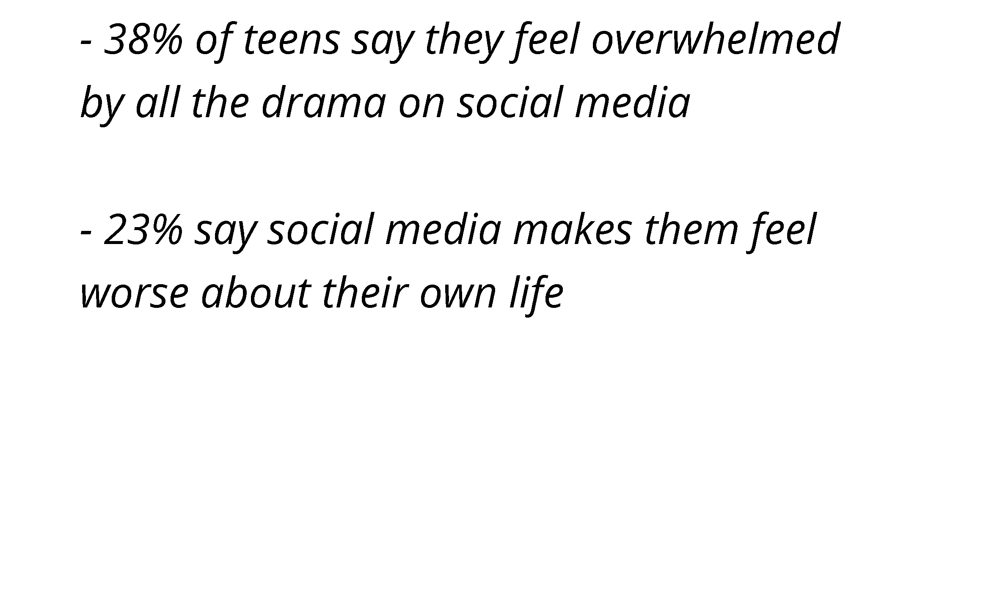 - 38% of teens say they feel overwhelmed
by all the drama on social media
- 23% say social media makes them feel
worse about their own life